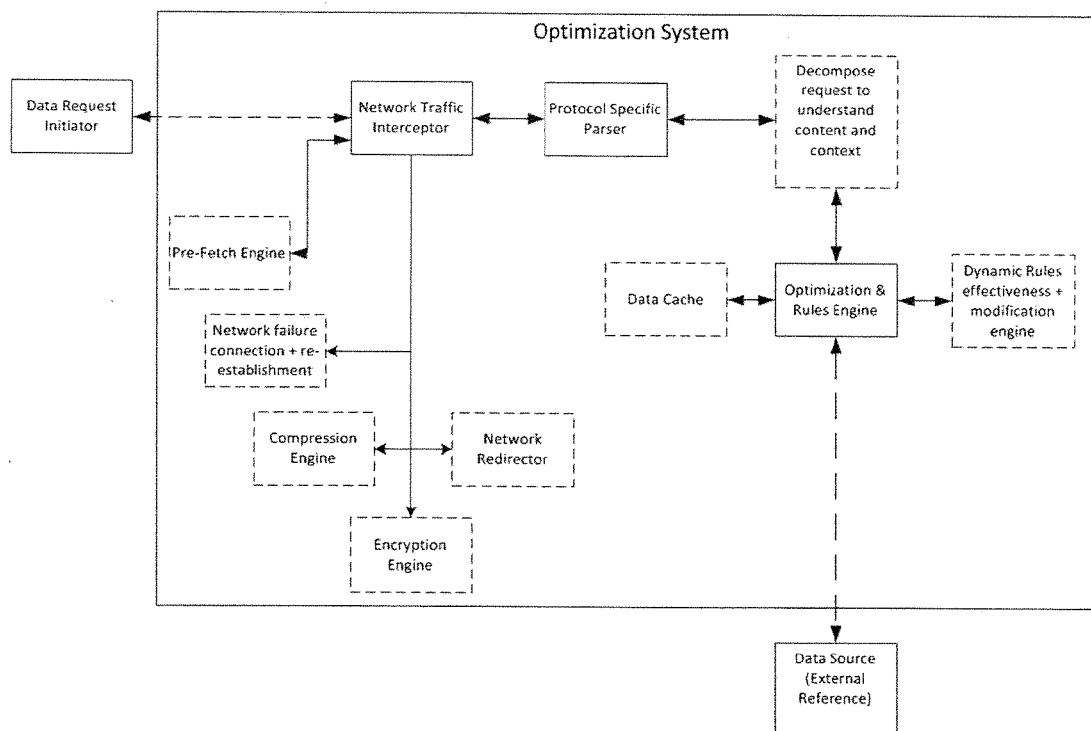 Optimization System
Data Request
Initiator
Network Traffic
Interceptor
Protocol Specific
Parser
Decompose
request to
understand
content and
context
Pre-Fetch Engine
Data Cache
Optimization &
Rules Engine
Dynamic Rules
effectiveness +
modification
engine
Network failure
connection + re-
establishment
Compression
Engine
Network
Redirector
Encryption
Engine
Data Source
(External
Reference)